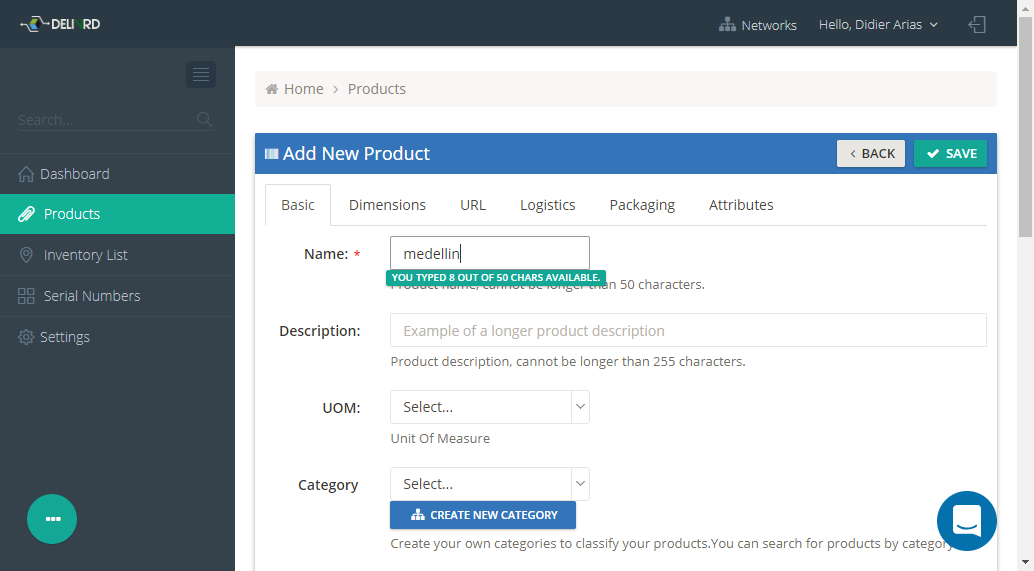 DELIVRD
Networks
Hello, Didier Arias
Search...
Home > Products
Dashboard
Products
Inventory List
Serial Numbers
Settings
Add New Product
< BACK
SAVE
Basic
Dimensions
URL
Logistics
Packaging
Attributes
Name: *
medellin
YOU TYPED 8 OUT OF 50 CHARS AVAILABLE.
Product name, cannot be longer than 50 characters.
Description:
Example of a longer product description
Product description, cannot be longer than 255 characters.
UOM:
Select...
Unit Of Measure
Category
Select...
CREATE NEW CATEGORY
Create your own categories to classify your products.You can search for products by category